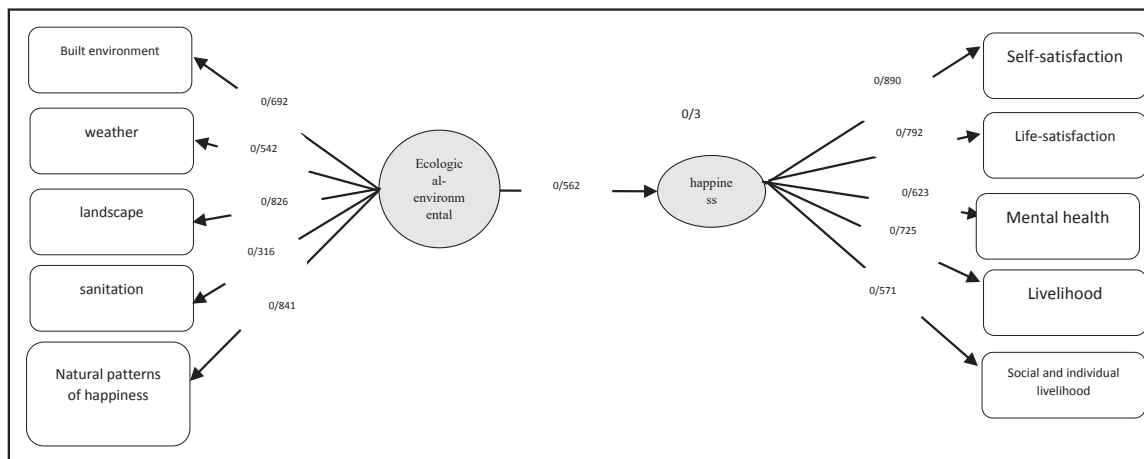 Built environment
weather
landscape
sanitation
Natural patterns
of happiness
0/692
0/542
0/826
0/316
0/841
Ecologic
al-environm
ental
0/562
happine
ss
0/3
0/890
0/792
0/623
0/725
0/571
Self-satisfaction
Life-satisfaction
Mental health
Livelihood
Social and individual
livelihood